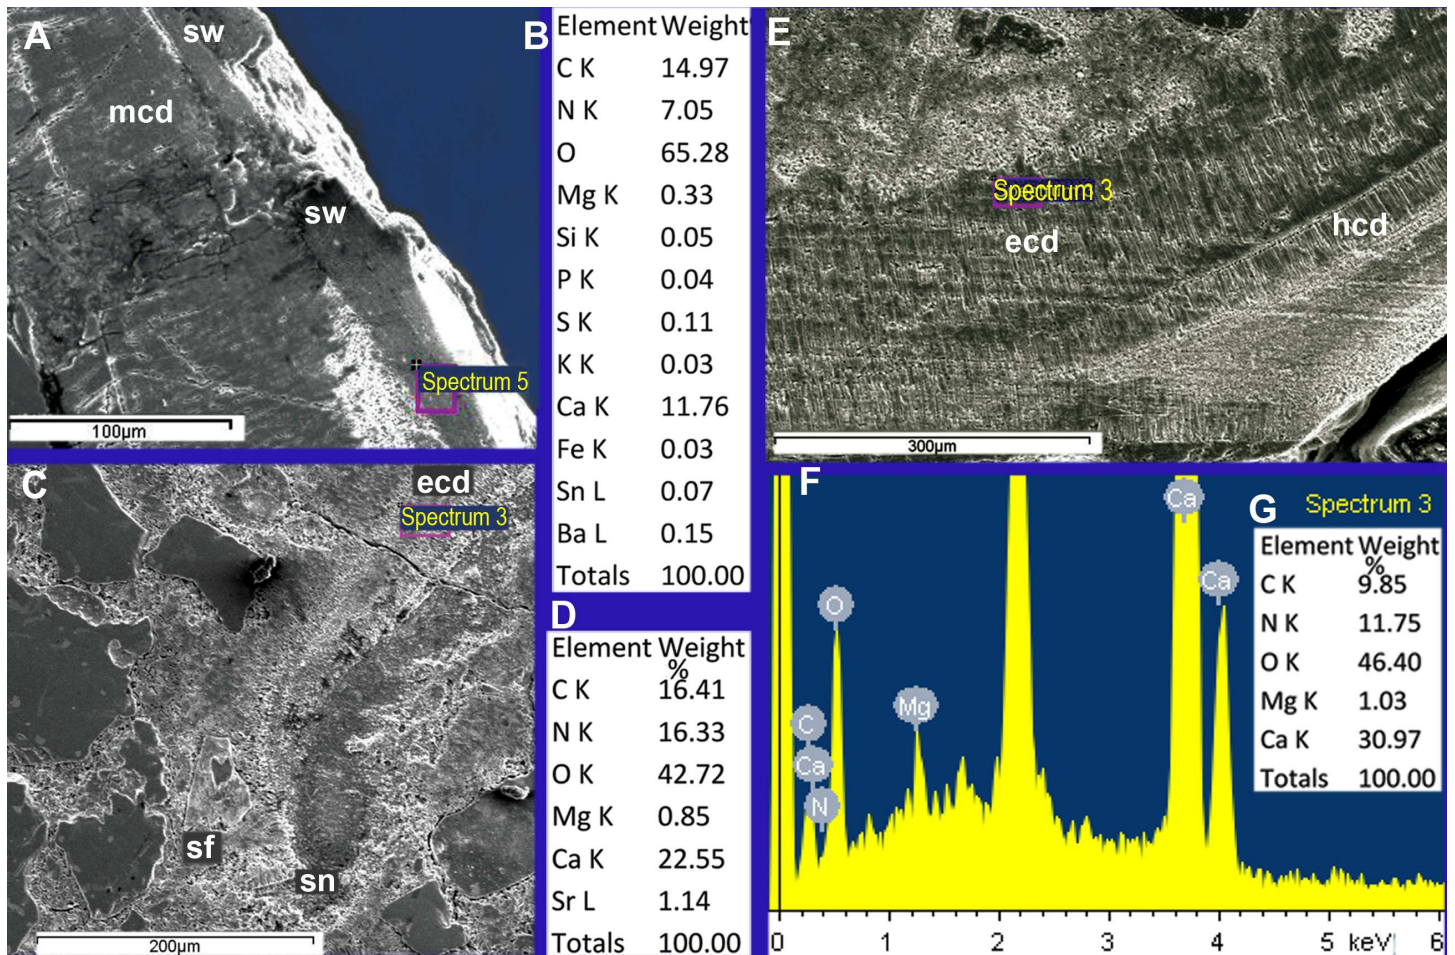 A
sw
mcd
sw
Spectrum 5
100µm
B
Element Weight
C K 14.97
N K 7.05
O 65.28
Mg K 0.33
Si K 0.05
P K 0.04
S K 0.11
K K 0.03
Ca K 11.76
Fe K 0.03
Sn L 0.07
Ba L 0.15
Totals 100.00
C
ecd
Spectrum 3
sf
sn
200µm
D
Element Weight
%
C K 16.41
N K 16.33
O K 42.72
Mg K 0.85
Ca K 22.55
Sr L 1.14
Totals 100.00
E
Spectrum 3
ecd
hcd
300µm
F
Ca
Ca
O
Mg
C
Ca
N
0 1 2 3 4 5 keV 6
G
Spectrum 3
Element Weight
%
C K 9.85
N K 11.75
O K 46.40
Mg K 1.03
Ca K 30.97
Totals 100.00